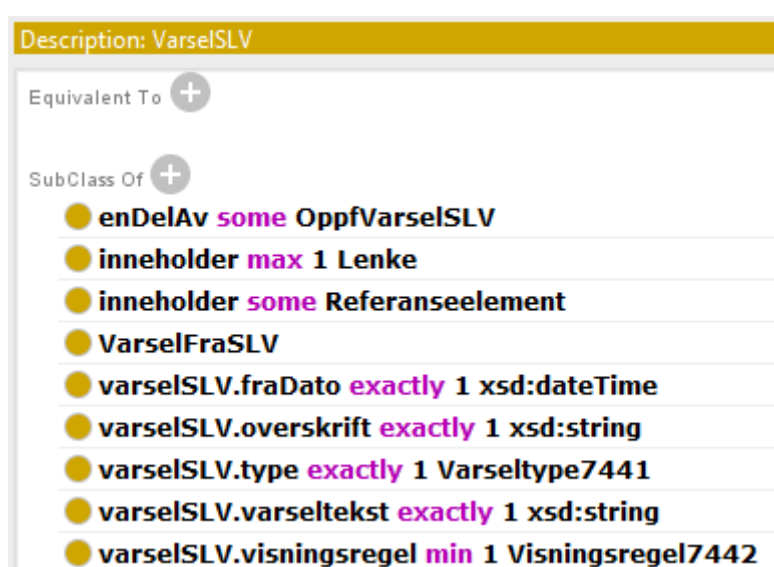 Description: VarselSLV
Equivalent To
SubClass Of
enDelAv some OppfVarselSLV
inneholder max 1 Lenke
inneholder some Referanseelement
VarselFraSLV
varselSLV.fraDato exactly 1 xsd:dateTime
varselSLV.overskrift exactly 1 xsd:string
varselSLV.type exactly 1 Varseltype7441
varselSLV.varseltekst exactly 1 xsd:string
varselSLV.visningsregel min 1 Visningsregel7442